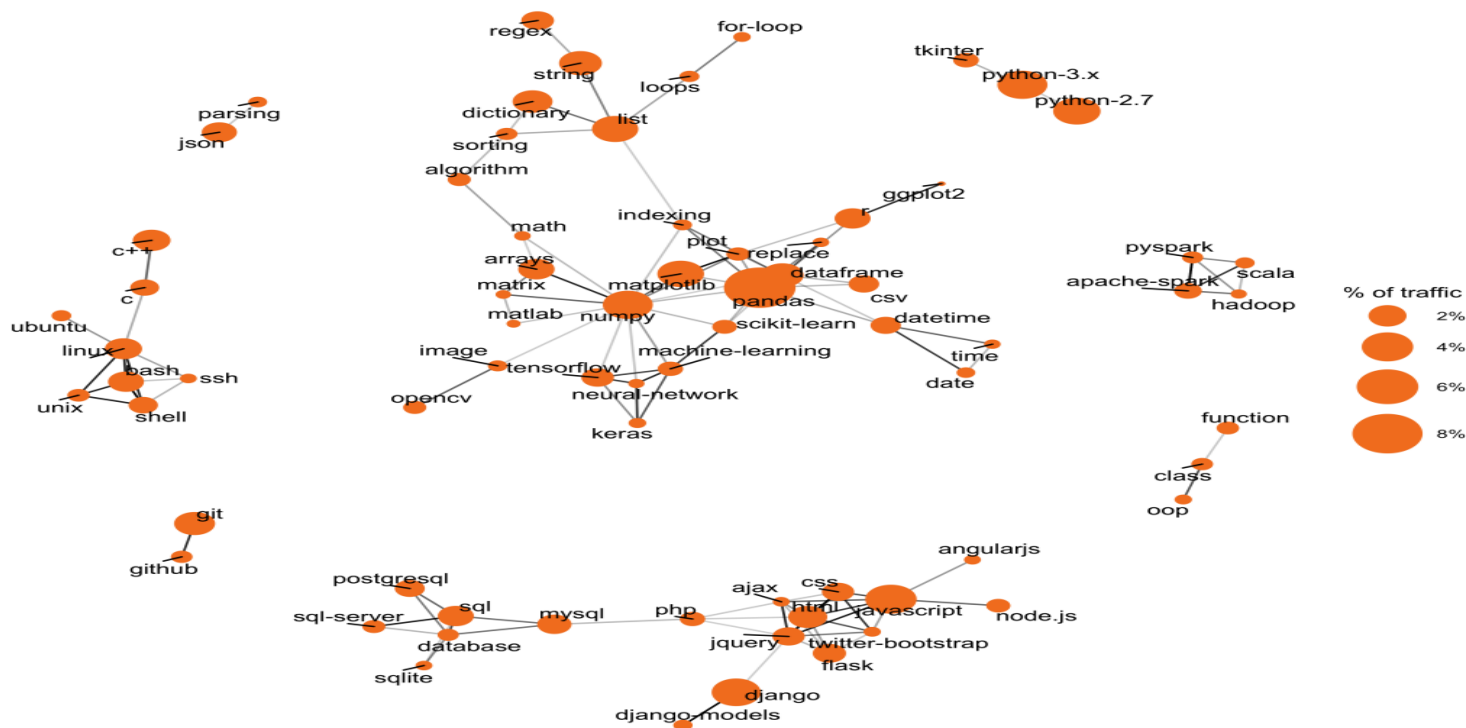 regex
for-loop
tkinter
string
python-3.x
loops
python-2.7
parsing
dictionary
list
json
sorting
algorithm
ggplot2
indexing
r
math
plot
replace
pyspark
c++
arrays
matplotlib
dataframe
apache-spark
scala
c
matrix
pandas
csv
hadoop
% of traffic
matlab
numpy
scikit-learn
datetime
2%
ubuntu
linux
image
machine-learning
time
4%
bash
ssh
tensorflow
date
6%
unix
opencv
neural-network
shell
keras
function
8%
class
oop
git
github
angularjs
postgresql
ajax
css
sql-server
sql
mysql
php
html
javascript
node.js
database
jquery
twitter-bootstrap
sqlite
flask
django
django-models